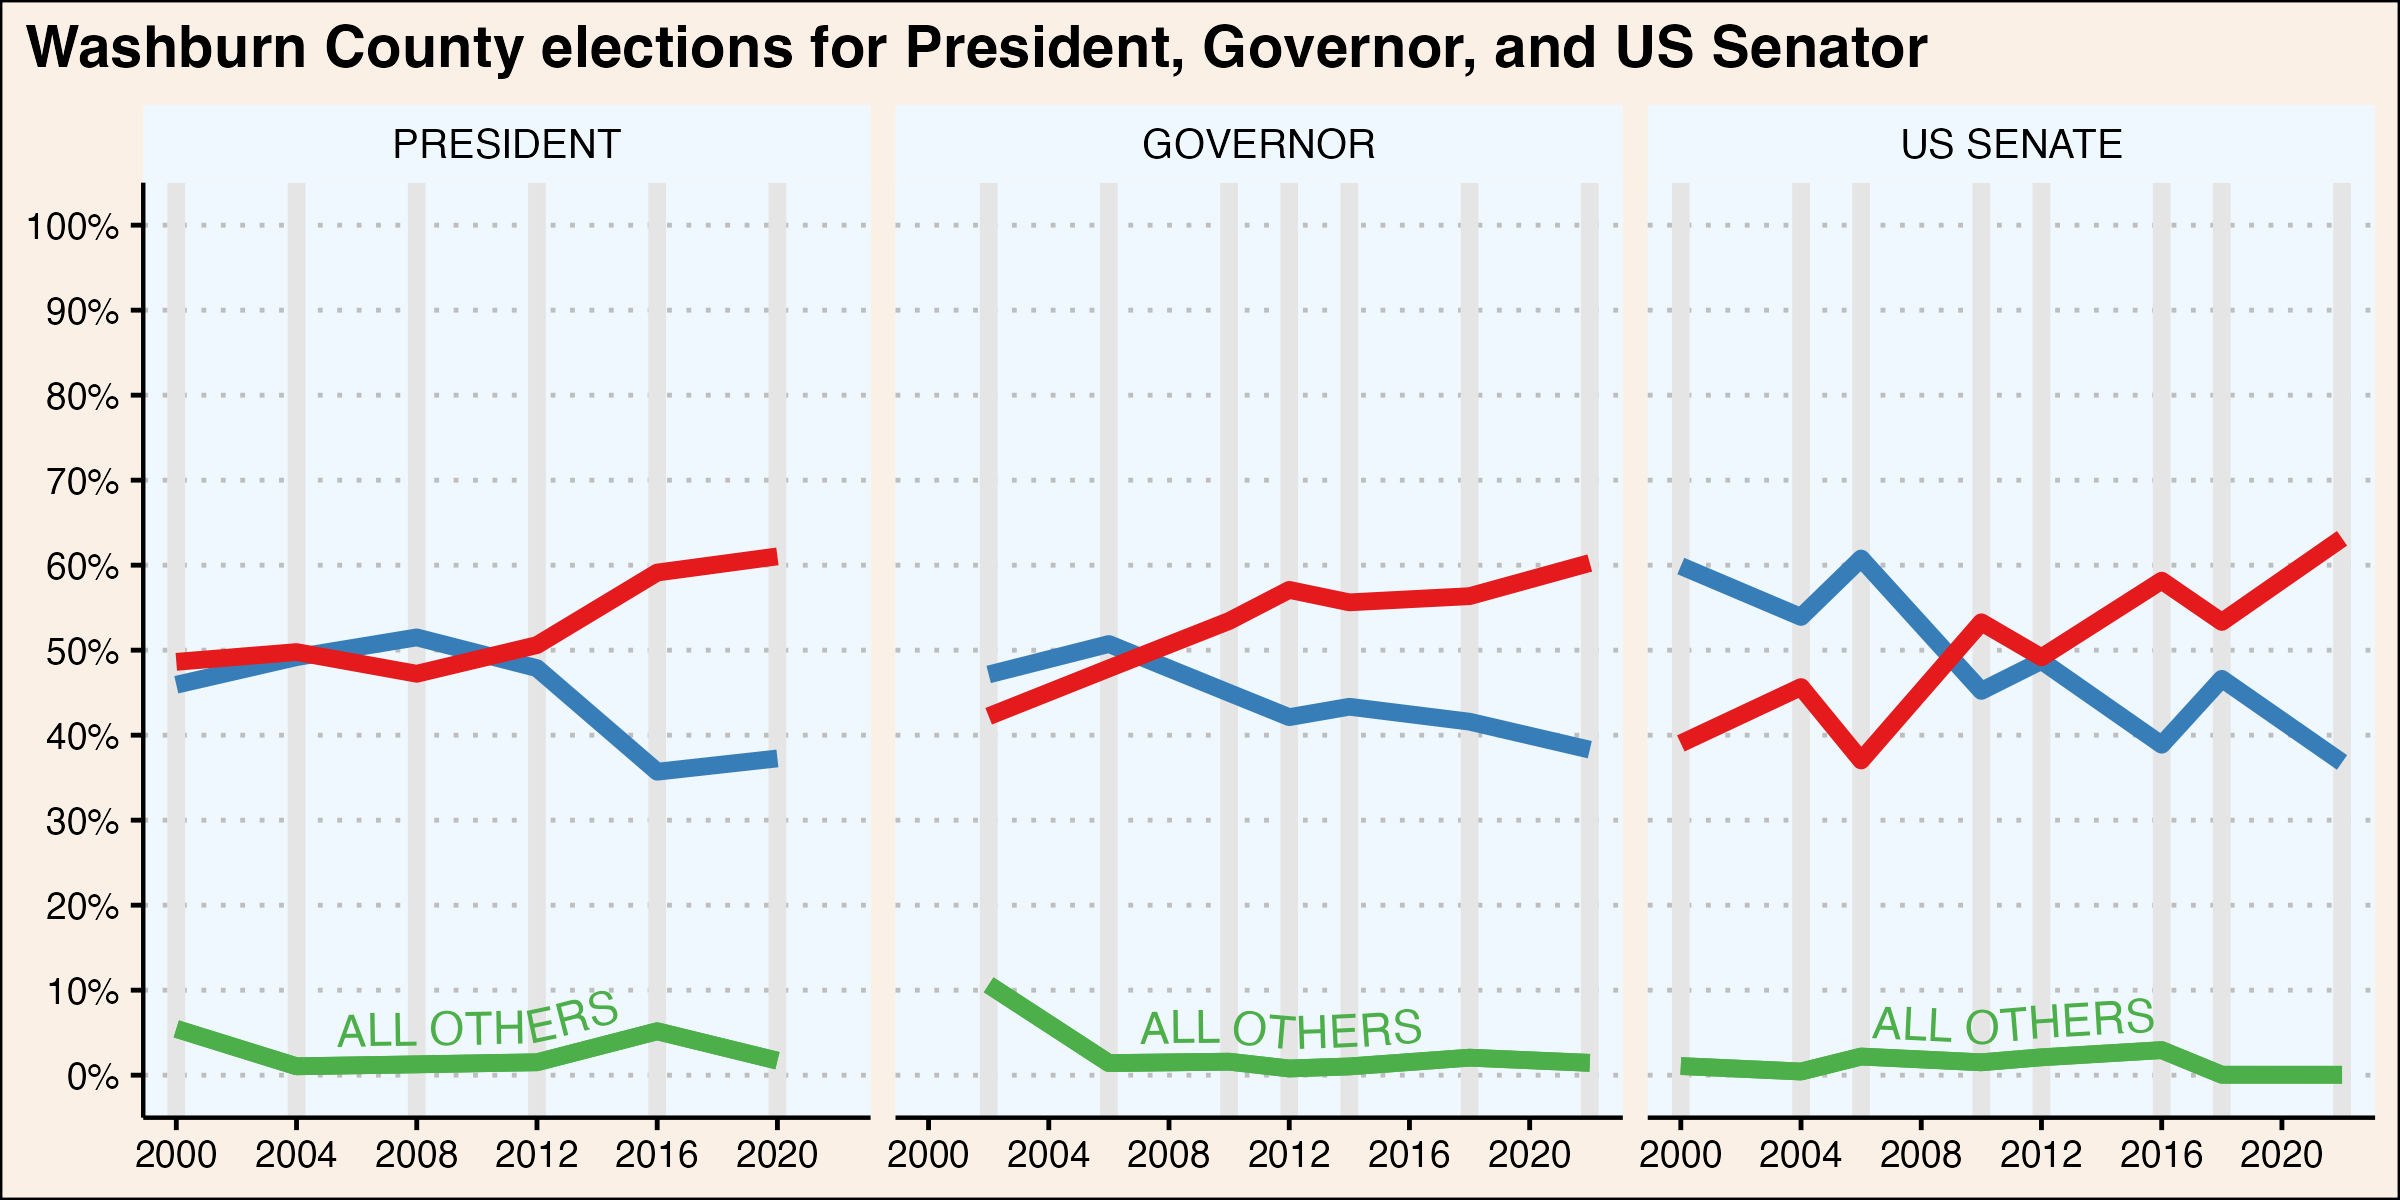 Washburn County elections for President, Governor, and US Senator
PRESIDENT
GOVERNOR
US SENATE
100%
90%
80%
70%
60%
50%
40%
30%
20%
10%
0%
ALL OTHERS
ALL OTHERS
ALL OTHERS
2000 2004 2008 2012 2016 2020
2000 2004 2008 2012 2016 2020
2000 2004 2008 2012 2016 2020